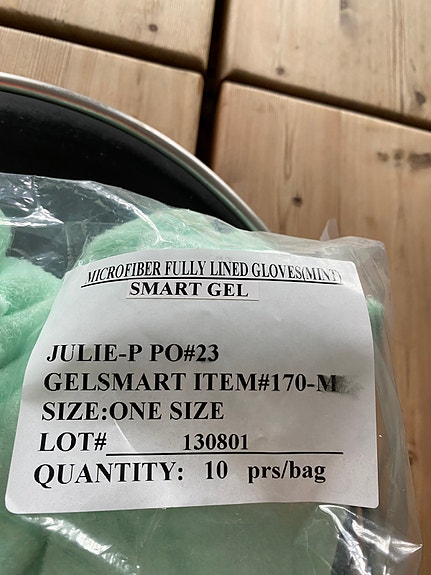 MICROFIBER FULLY LINED GLOVES(MINT)
SMART GEL
JULIE-P PO#23
GELSMART ITEM#170-M
SIZE:ONE SIZE
LOT# 130801
QUANTITY: 10 prs/bag